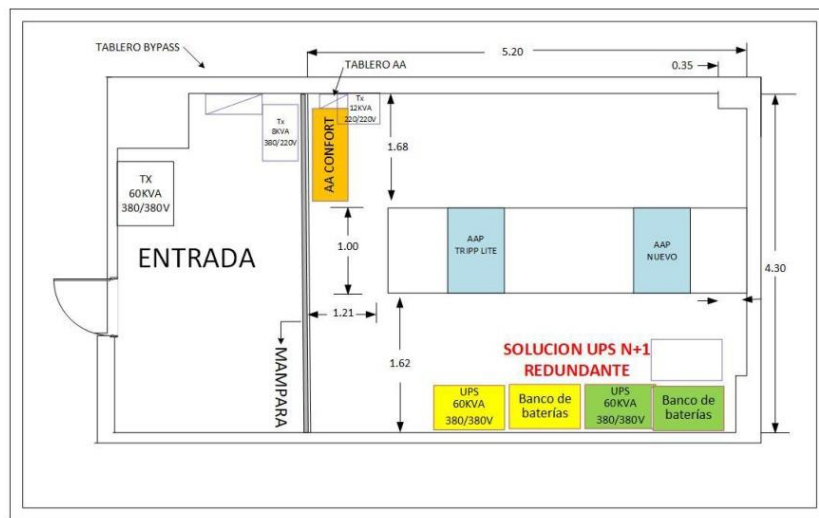 TABLERO BYPASS
5.20
TABLERO AA
0.35
Tx
8KVA
380/220V
Tx
12KVA
220/220V
AA CONFORT
1.68
TX
60KVA
380/380V
ENTRADA
1.00
AAP
TRIPP LITE
AAP
NUEVO
4.30
1.21
MAMPARA
1.62
SOLUCION UPS N+1
REDUNDANTE
UPS
60KVA
380/380V
Banco de
baterías
UPS
60KVA
380/380V
Banco de
baterías